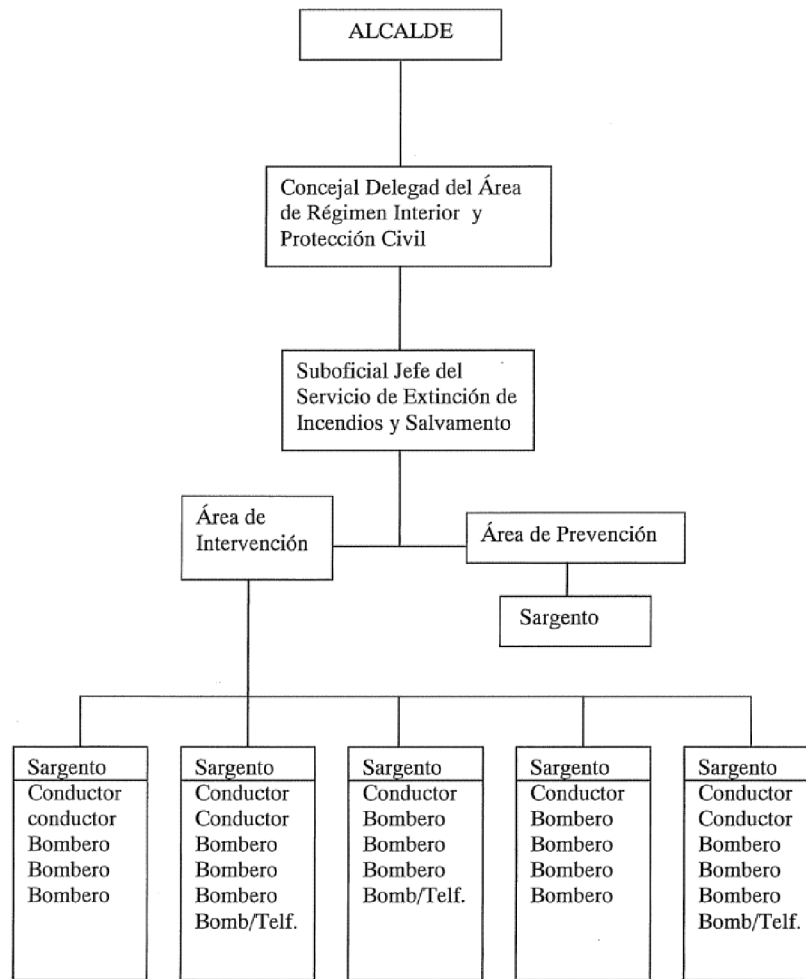 ALCALDE
Concejal Delegad del Área
de Régimen Interior y
Protección Civil
Suboficial Jefe del
Servicio de Extinción de
Incendios y Salvamento
Área de
Intervención
Área de Prevención
Sargento
Sargento
Conductor
conductor
Bombero
Bombero
Bombero
Sargento
Conductor
Conductor
Bombero
Bombero
Bombero
Bomb/Telf.
Sargento
Conductor
Bombero
Bombero
Bombero
Bomb/Telf.
Sargento
Conductor
Bombero
Bombero
Bombero
Bombero
Sargento
Conductor
Conductor
Bombero
Bombero
Bombero
Bomb/Telf.